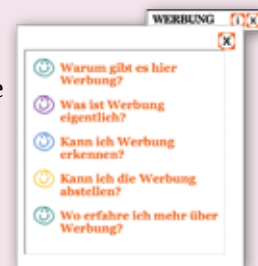 WERBUNG i X
X
e
Warum gibt es hier
Werbung?
Was ist Werbung
eigentlich?
Kann ich Werbung
erkennen?
Kann ich die Werbung
abstellen?
Wo erfahre ich mehr über
Werbung?